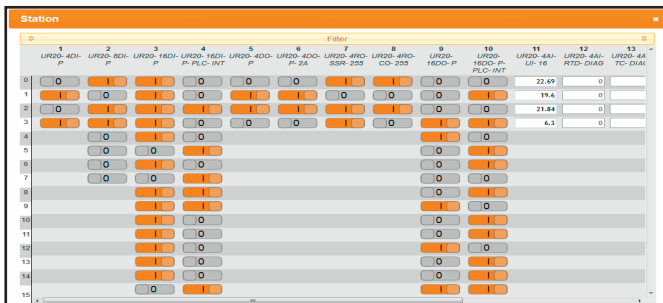 Station ×
Filter
1 2 3 4 5 6 7 8 9 10 11 12 13
UR20- 4DI- UR20- 8DI- UR20- 16DI- UR20- 16DI- UR20- 4DO- UR20- 4DO- UR20- 4RO- UR20- 4RO- UR20- UR20- UR20- 4AI- UR20- 4AI- UR20- 4A
P P P P- PLC- INT P P- 2A SSR- 255 CO- 255 16DO- P 16DO- P- UI- 16 RTD- DIAG TC- DIAG
PLC- INT
0 O I I O O O I I O O 22.69 0
1 I O I O I I O O O I 19.6 0
2 O I I I I I I I O O 21.84 0
3 I I I I O O I O I I 6.3 0
4 O I O I I
5 O O I O I
6 O I I O I
7 O O I O O
8 I I O I
9 I I I I
10 I O O I
11 I O O I
12 I O I O
13 I O O I
14 I O O I
15 O I I I